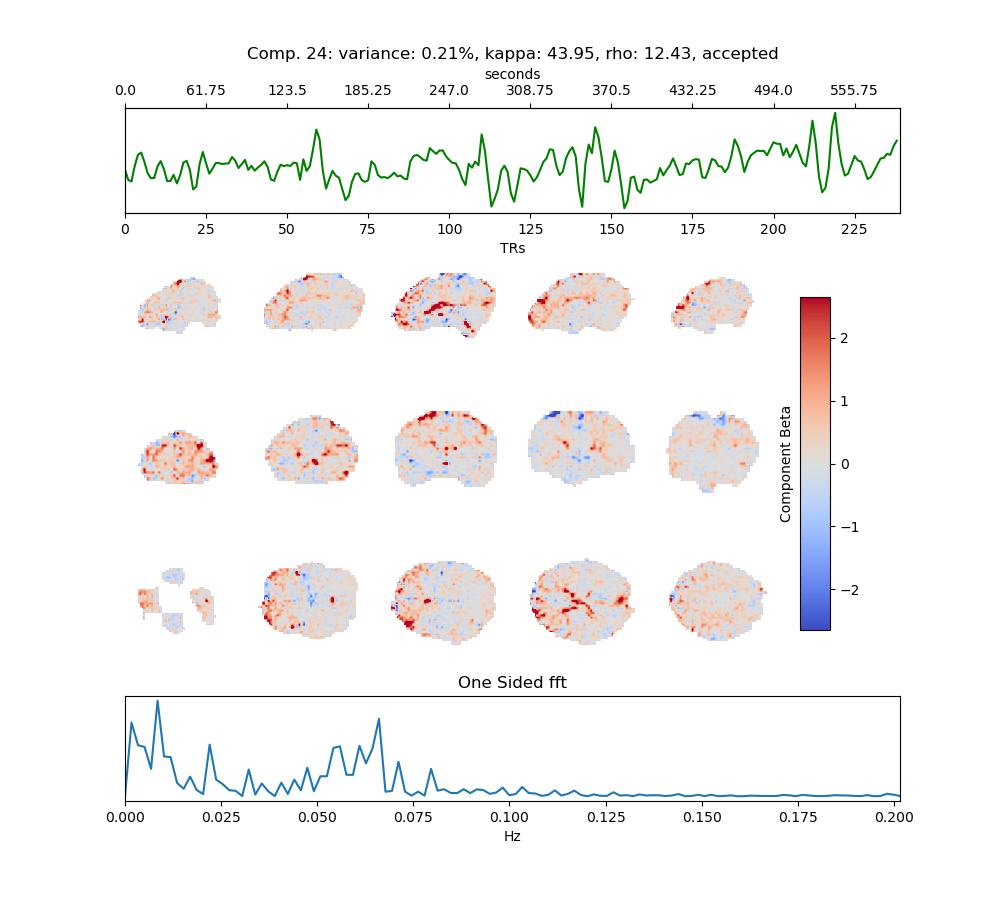 Comp. 24: variance: 0.21%, kappa: 43.95, rho: 12.43, accepted
seconds
0.0 61.75 123.5 185.25 247.0 308.75 370.5 432.25 494.0 555.75
0 25 50 75 100 125 150 175 200 225
TRs
2
1
0
−1
−2
Component Beta
One Sided fft
0.000 0.025 0.050 0.075 0.100 0.125 0.150 0.175 0.200
Hz